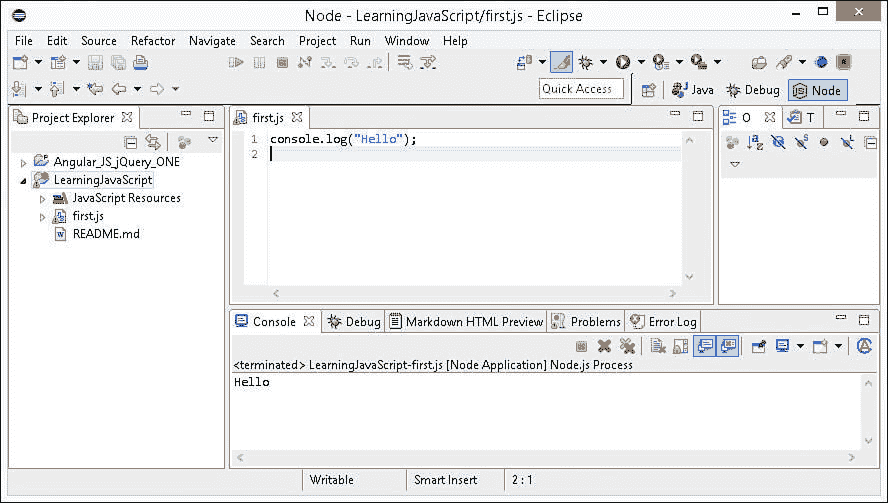 Node - LearningJavaScript/first.js - Eclipse
File Edit Source Refactor Navigate Search Project Run Window Help
Quick Access
Java Debug Node
Project Explorer
Angular_JS_jQuery_ONE
LearningJavaScript
JavaScript Resources
first.js
README.md
first.js
1 console.log("Hello");
2
O T
Console Debug Markdown HTML Preview Problems Error Log
<terminated> LearningJavaScript-first.js [Node Application] Node.js Process
Hello
Writable Smart Insert 2 : 1